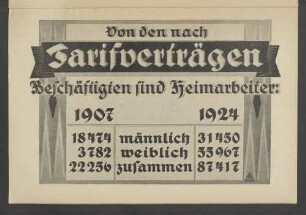 Von den nach
Tarifverträgen
Beschäftigten sind Heimarbeiter:
1907 1924
18474 männlich 31450
3782 weiblich 55967
22256 zusammen 87417